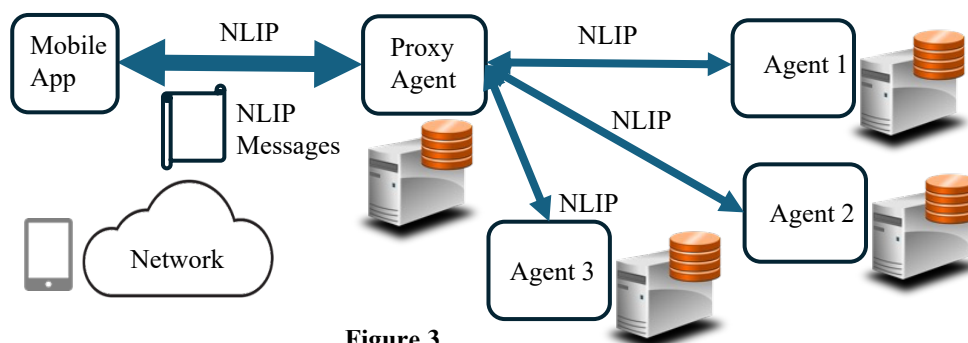 Mobile
App
NLIP
Proxy
Agent
NLIP
Agent 1
NLIP
Messages
NLIP
NLIP
Agent 2
Agent 3
Network
Figure 3